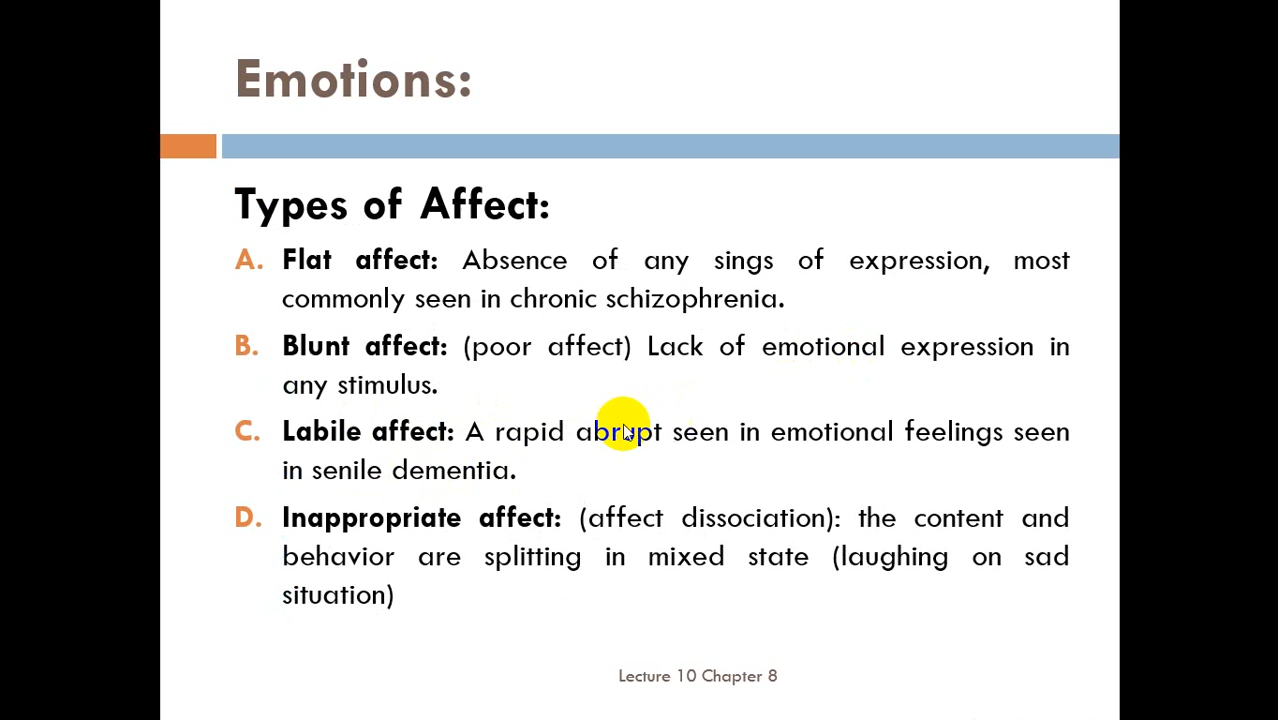 Emotions:
Types of Affect:
A. Flat affect: Absence of any sings of expression, most
commonly seen in chronic schizophrenia.
B. Blunt affect: (poor affect) Lack of emotional expression in
any stimulus.
C. Labile affect: A rapid abrupt seen in emotional feelings seen
in senile dementia.
D. Inappropriate affect: (affect dissociation): the content and
behavior are splitting in mixed state (laughing on sad
situation)
Lecture 10 Chapter 8